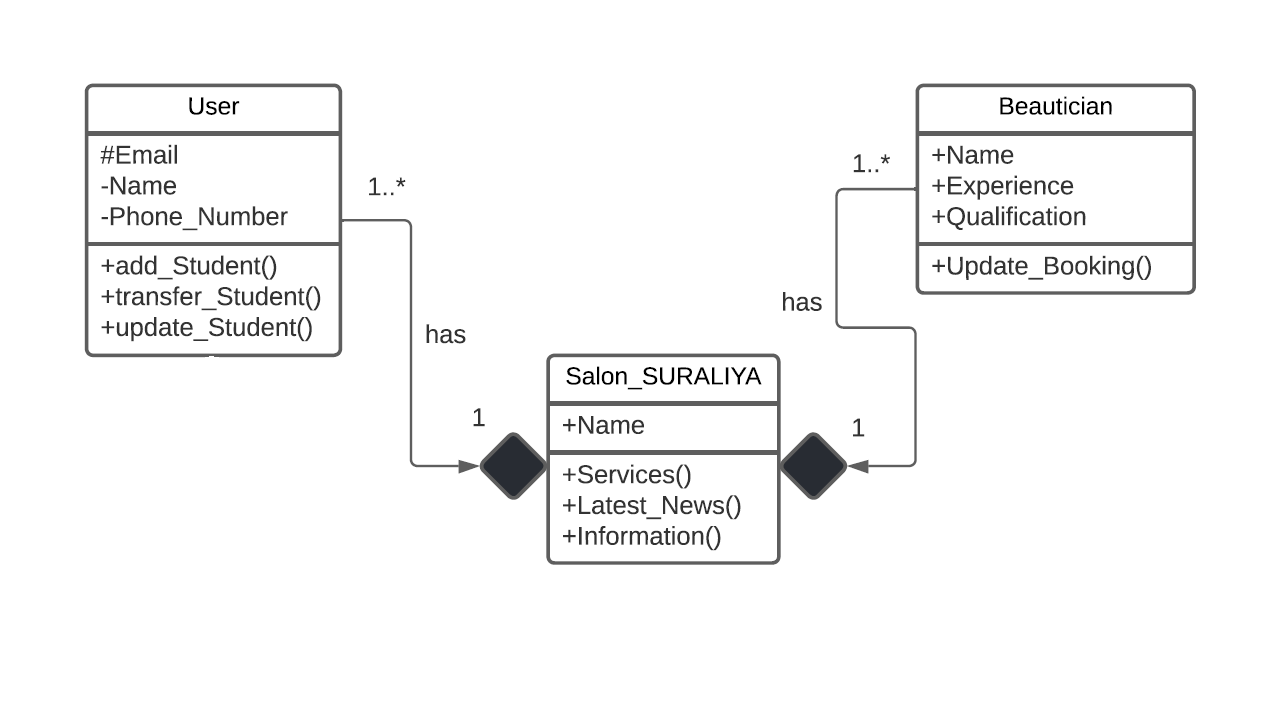 User
#Email
-Name
-Phone_Number
+add_Student()
+transfer_Student()
+update_Student()
1..*
has
1
Salon_SURALIYA
+Name
+Services()
+Latest_News()
+Information()
Beautician
+Name
+Experience
+Qualification
+Update_Booking()
1..*
has
1